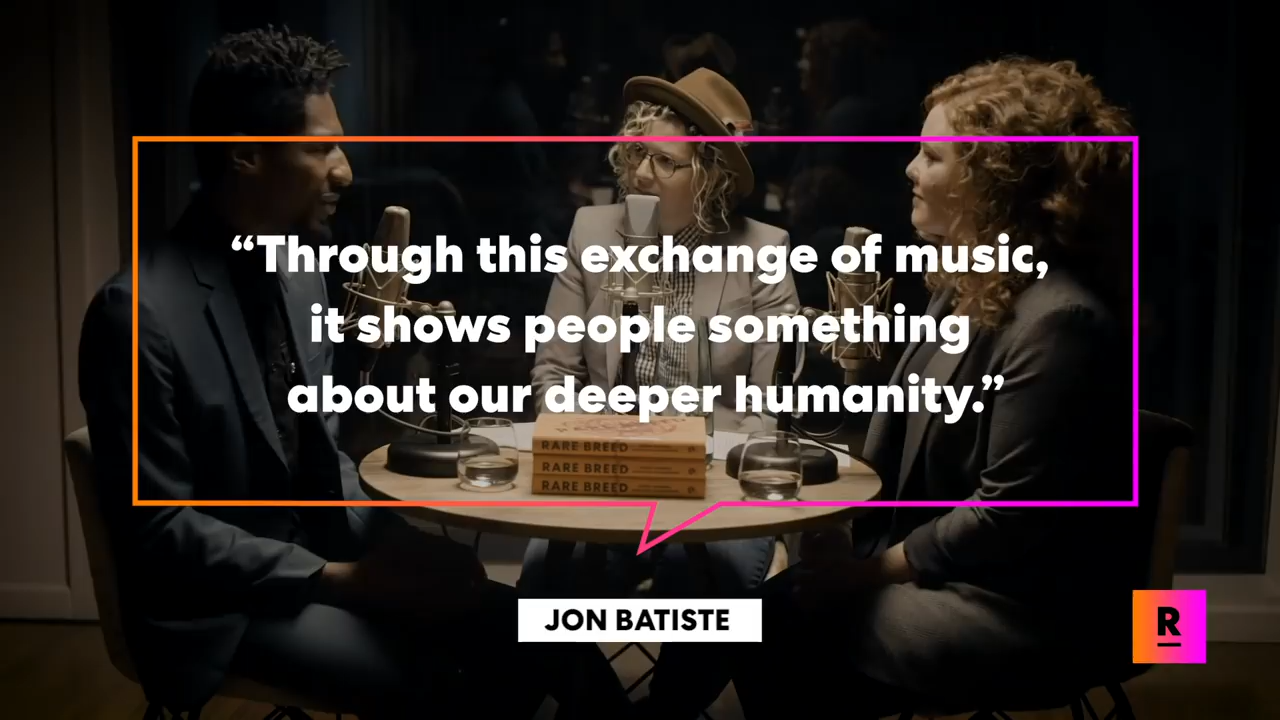 “Through this exchange of music,
it shows people something
about our deeper humanity.”
RARE BREED
RARE BREED
RARE BREED
JON BATISTE
R